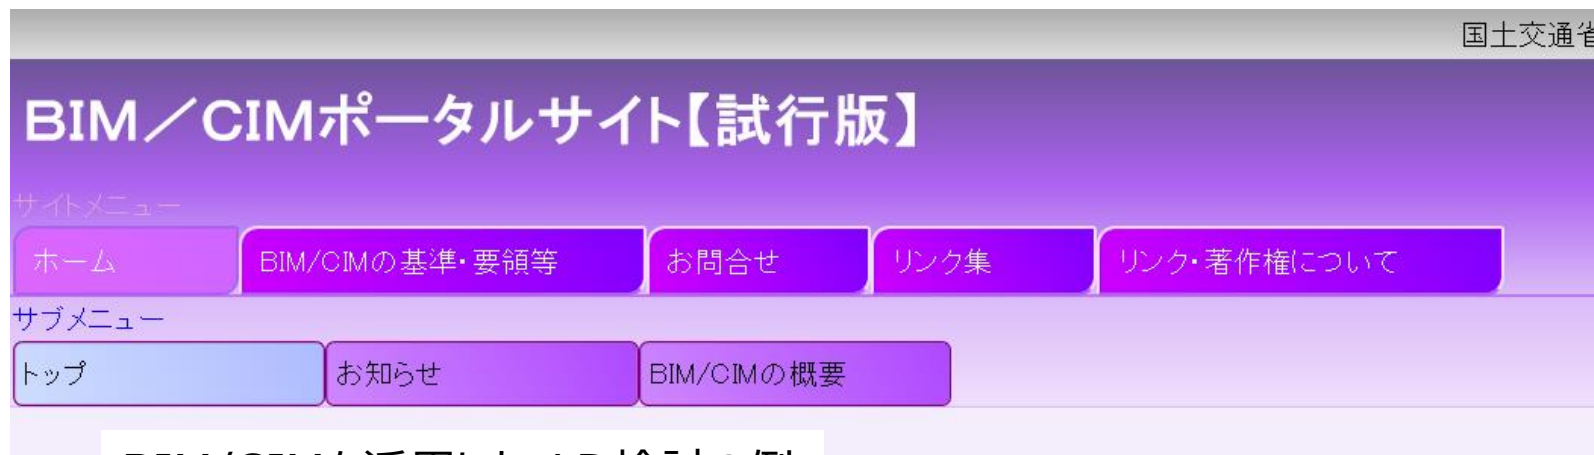 国土交通省
BIM／CIMポータルサイト【試行版】
サイトメニュー
ホーム BIM/CIMの基準・要領等 お問合せ リンク集 リンク・著作権について
サブメニュー
トップ お知らせ BIM/CIMの概要